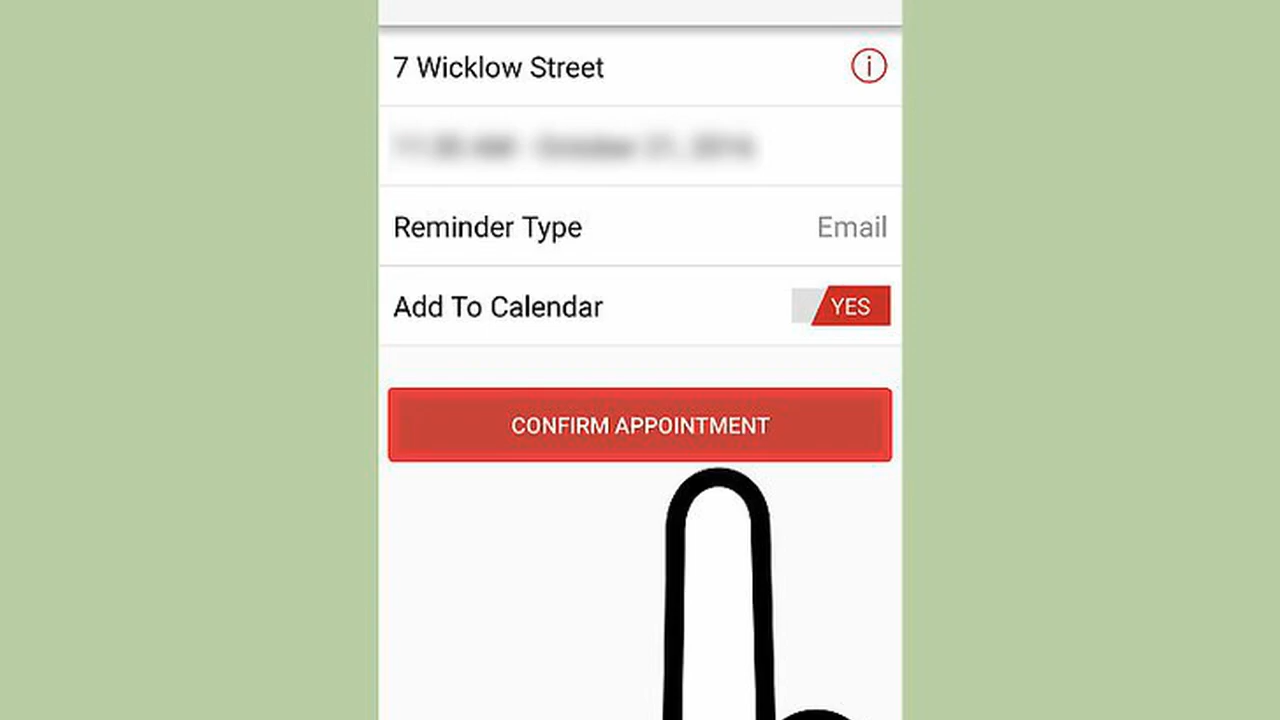 7 Wicklow Street
Reminder Type Email
Add To Calendar YES
CONFIRM APPOINTMENT